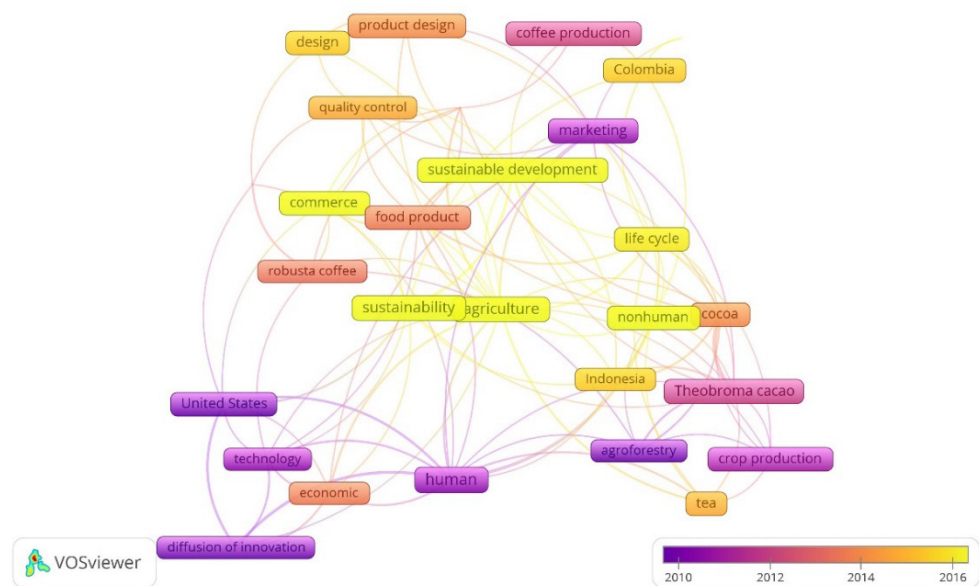 product design
coffee production
design
Colombia
quality control
marketing
sustainable development
commerce
food product
life cycle
robusta coffee
sustainability
agriculture
nonhuman
cocoa
Indonesia
Theobroma cacao
United States
technology
agroforestry
crop production
human
economic
tea
diffusion of innovation
VOSviewer
2010 2012 2014 2016